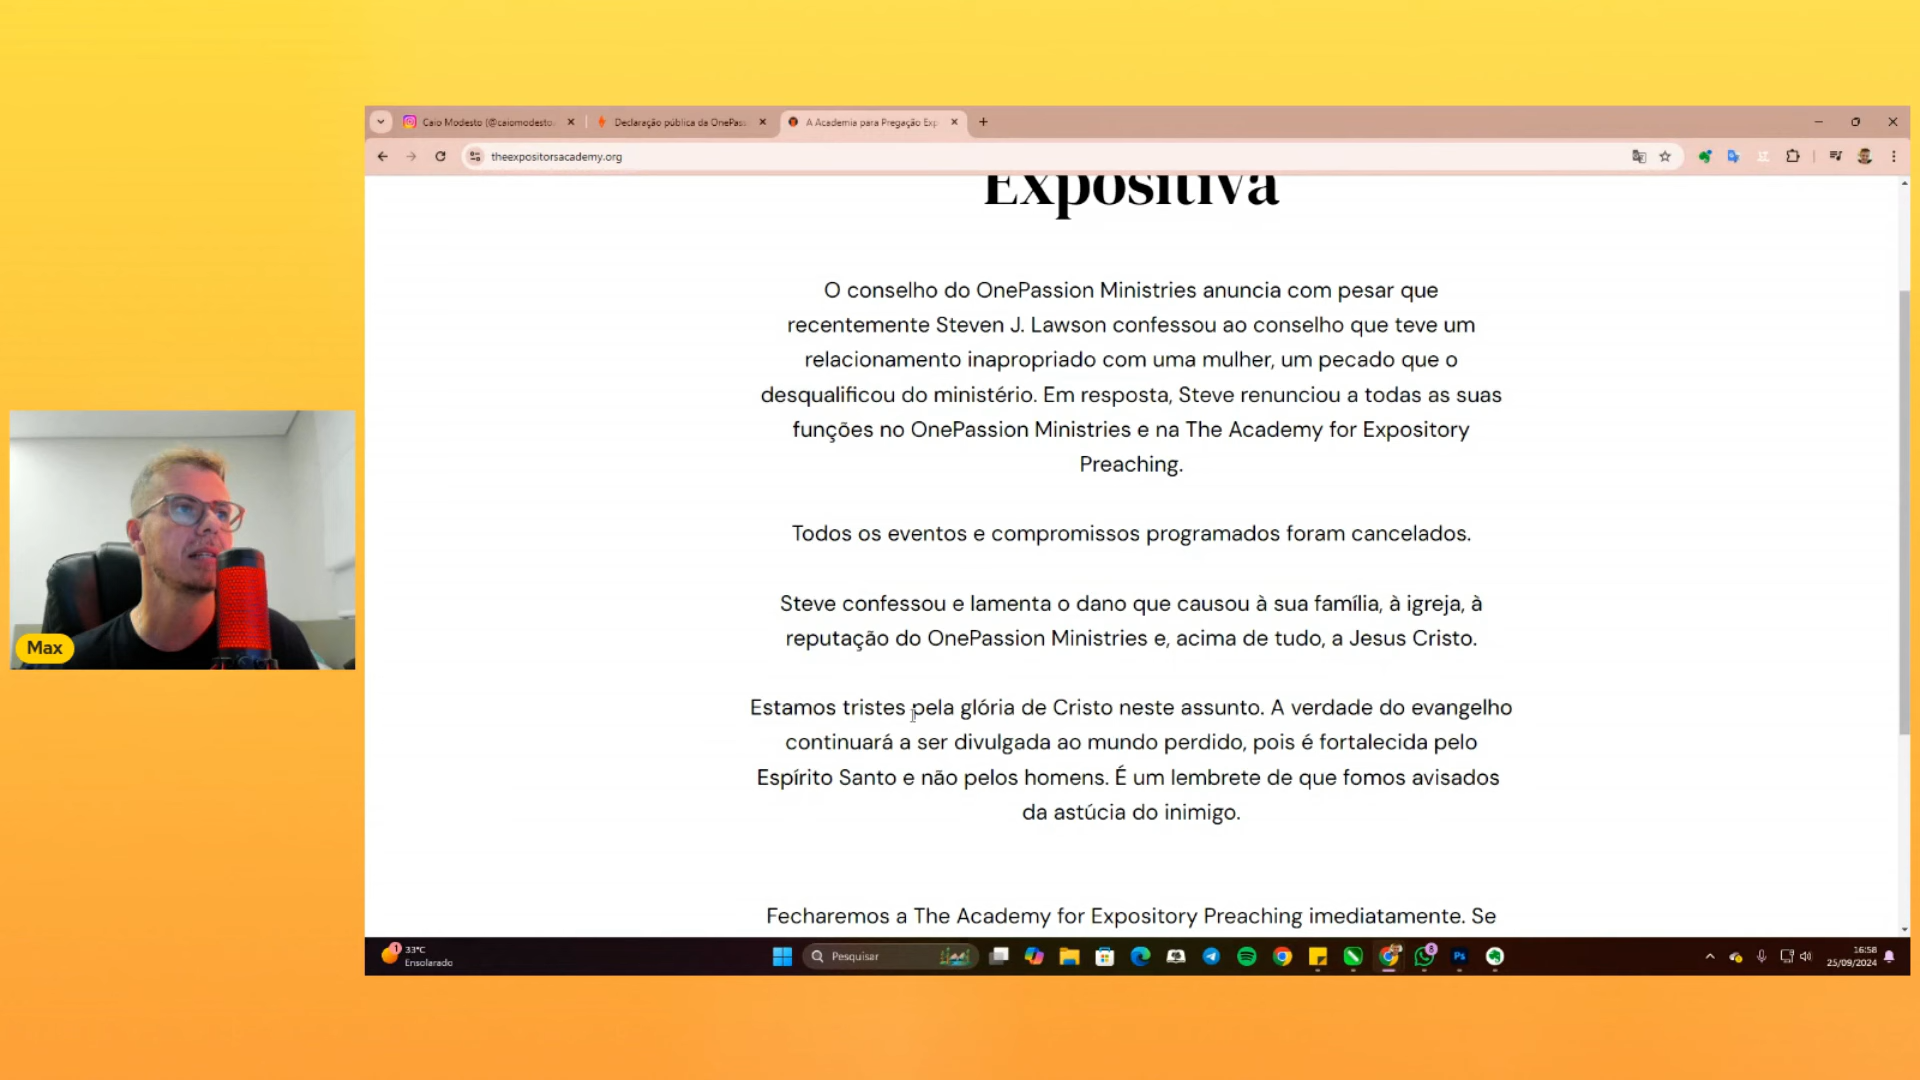 Caio Modesto (@caiomodesto.
Declaração pública da OnePass
A Academia para Pregação Exp
theexpositorsacademy.org
Expositiva
O conselho do OnePassion Ministries anuncia com pesar que
recentemente Steven J. Lawson confessou ao conselho que teve um
relacionamento inapropriado com uma mulher, um pecado que o
desqualificou do ministério. Em resposta, Steve renunciou a todas as suas
funções no OnePassion Ministries e na The Academy for Expository
Preaching.
Todos os eventos e compromissos programados foram cancelados.
Steve confessou e lamenta o dano que causou à sua família, à igreja, à
reputação do OnePassion Ministries e, acima de tudo, a Jesus Cristo.
Max
Estamos tristes pela glória de Cristo neste assunto. A verdade do evangelho
continuará a ser divulgada ao mundo perdido, pois é fortalecida pelo
Espírito Santo e não pelos homens. É um lembrete de que fomos avisados
da astúcia do inimigo.
Fecharemos a The Academy for Expository Preaching imediatamente. Se
1
33°C
Ensolarado
Pesquisar
8
Ps
16:58
25/09/2024